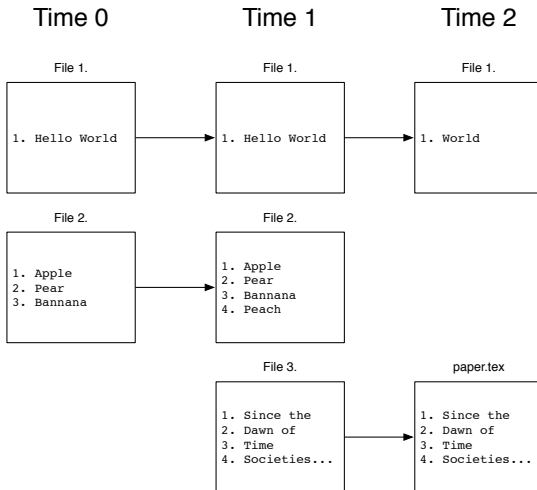 Time 0
Time 1
Time 2
File 1.
File 1.
File 1.
1. Hello World
1. Hello World
1. World
File 2.
File 2.
1. Apple
2. Pear
3. Bannana
1. Apple
2. Pear
3. Bannana
4. Peach
File 3.
paper.tex
1. Since the
2. Dawn of
3. Time
4. Societies...
1. Since the
2. Dawn of
3. Time
4. Societies...